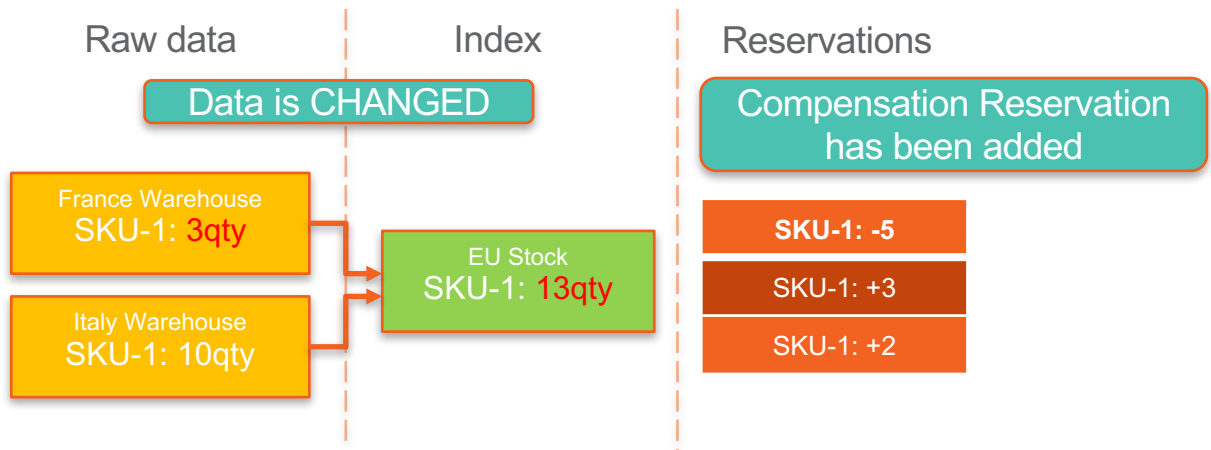 Raw data
Index
Reservations
Data is CHANGED
Compensation Reservation
has been added
France Warehouse
SKU-1: 3qty
Italy Warehouse
SKU-1: 10qty
EU Stock
SKU-1: 13qty
SKU-1: -5
SKU-1: +3
SKU-1: +2